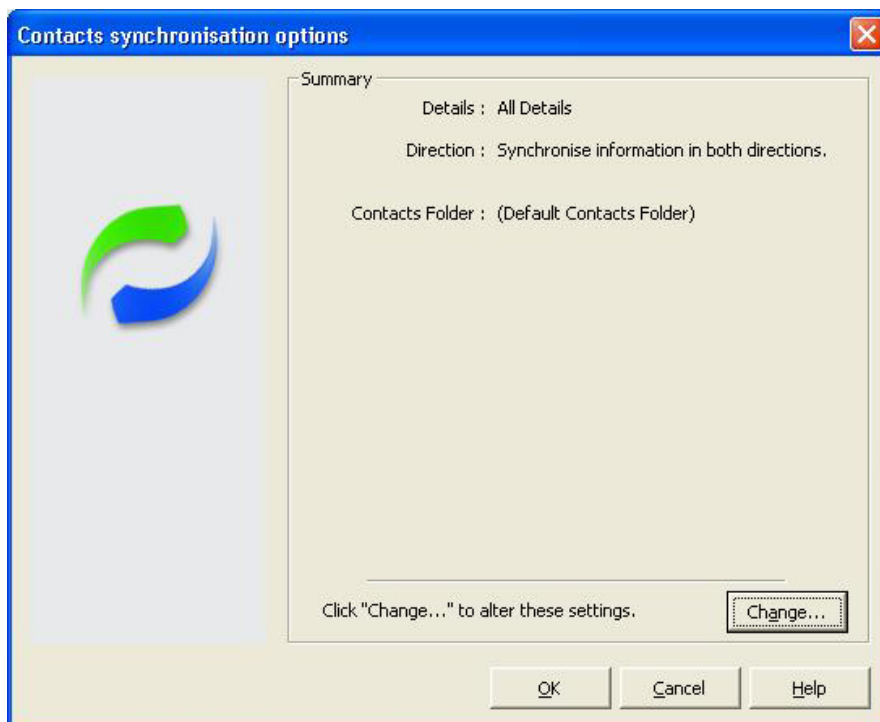 Contacts synchronisation options
Summary
Details : All Details
Direction : Synchronise information in both directions.
Contacts Folder : (Default Contacts Folder)
Click "Change..." to alter these settings. Change...
OK Cancel Help